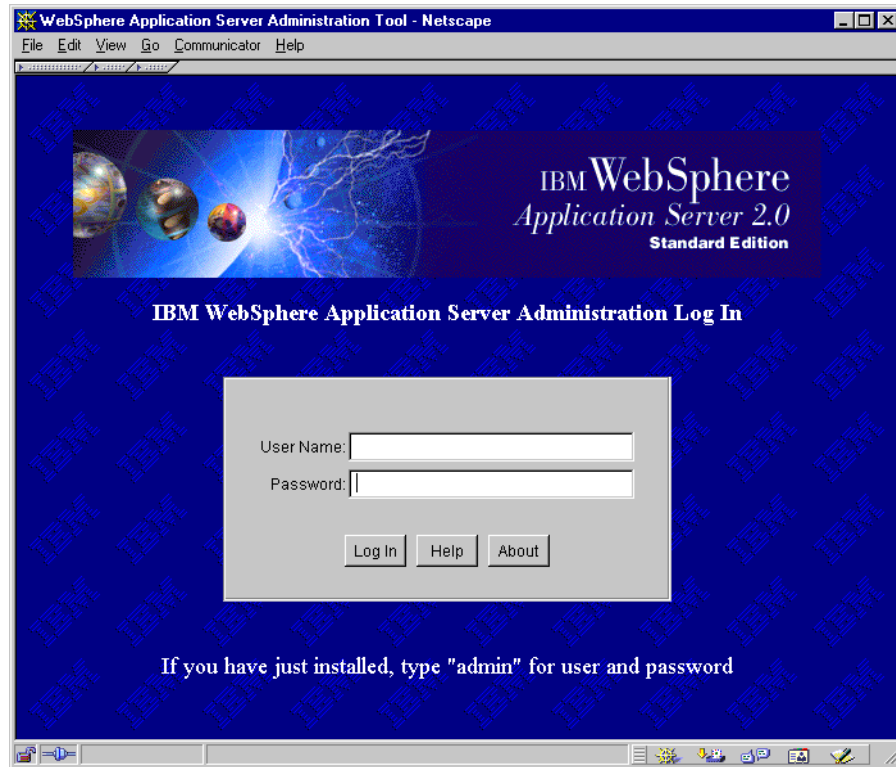 WebSphere Application Server Administration Tool - Netscape
File Edit View Go Communicator Help
IBM WebSphere
Application Server 2.0
Standard Edition
IBM WebSphere Application Server Administration Log In
User Name:
Password:
Log In Help About
If you have just installed, type "admin" for user and password